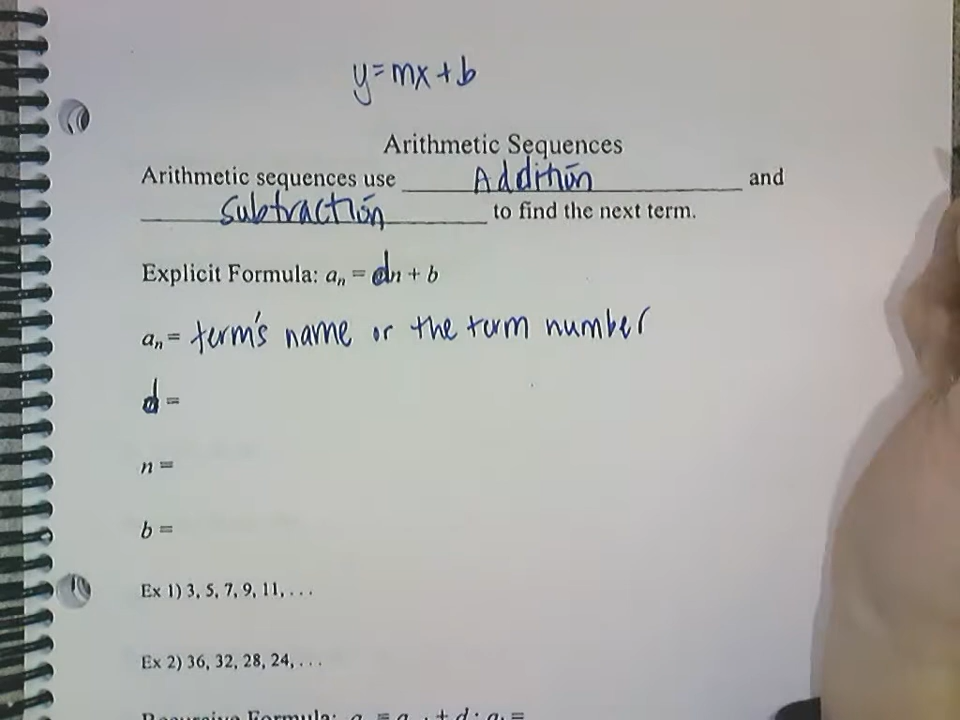 y=mx+b
Arithmetic Sequences
Arithmetic sequences use Addition and
Subtraction to find the next term.
Explicit Formula: aₙ = dn + b
aₙ = term's name or the term number
d =
n =
b =
Ex 1) 3, 5, 7, 9, 11, . . .
Ex 2) 36, 32, 28, 24, . . .
Recursive Formula: